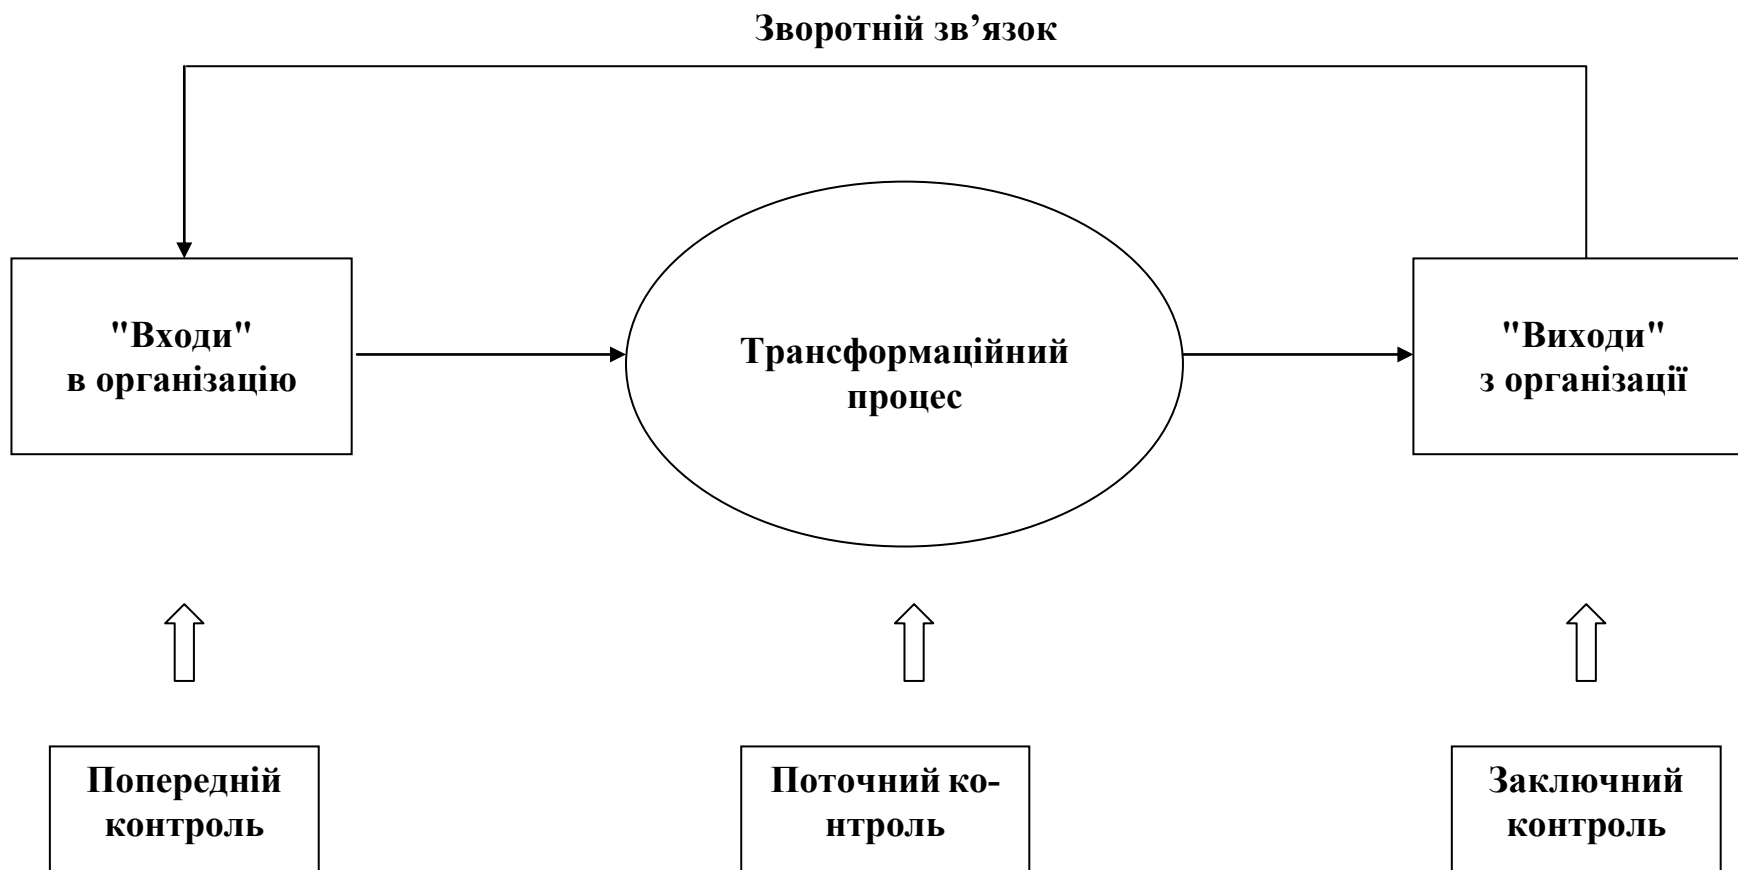 Зворотній зв’язок
"Входи"
в організацію
Трансформаційний
процес
"Виходи"
з організації
Попередній
контроль
Поточний ко-
нтроль
Заключний
контроль